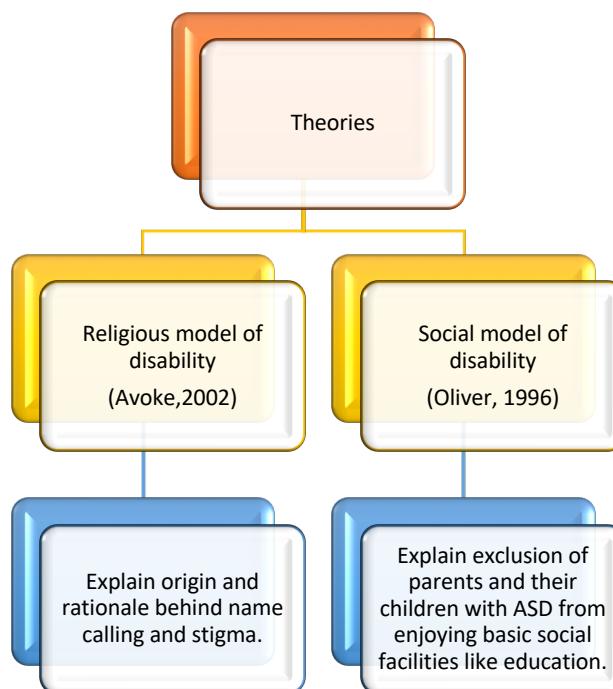 Theories
Religious model of
disability
(Avoke,2002)
Social model of
disability
(Oliver, 1996)
Explain origin and
rationale behind name
calling and stigma.
Explain exclusion of
parents and their
children with ASD from
enjoying basic social
facilities like education.